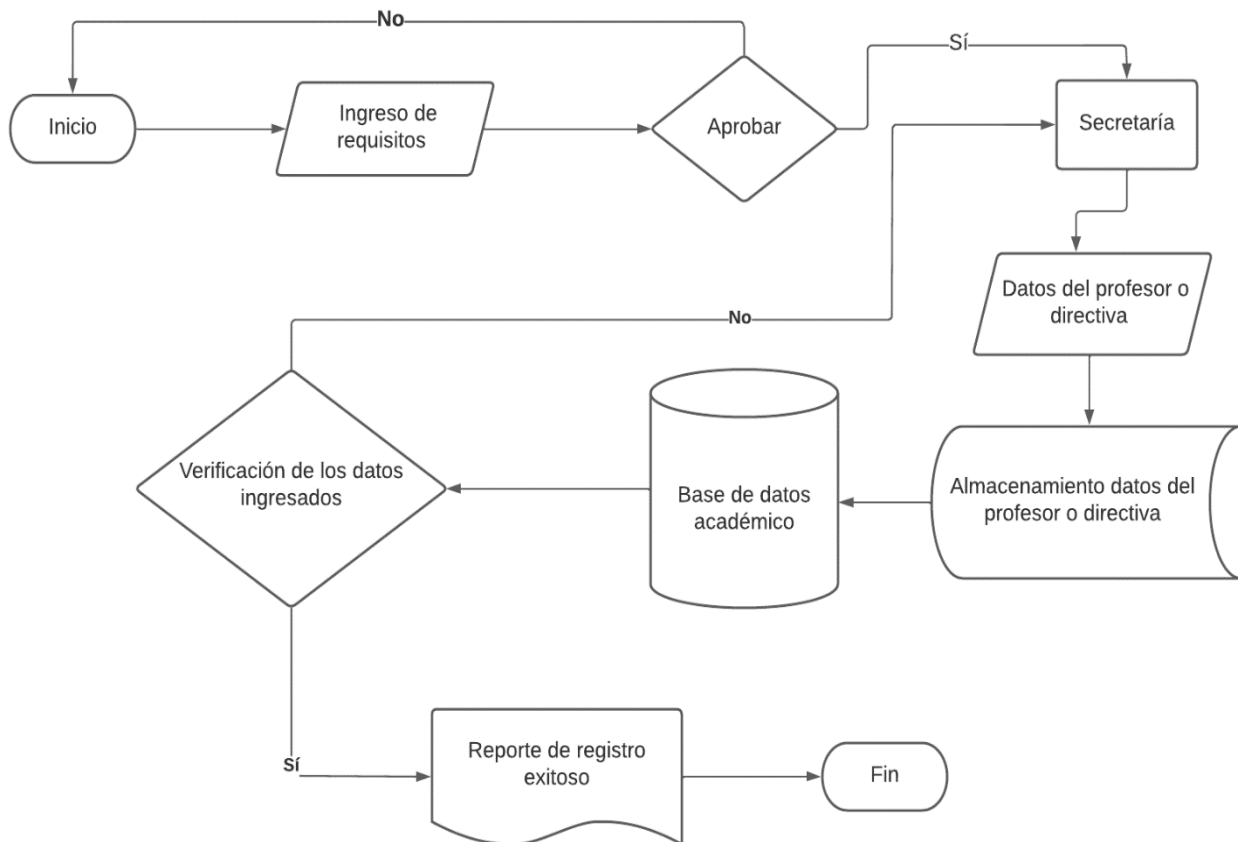 No
Sí
Inicio
Ingreso de
requisitos
Aprobar
Secretaría
Datos del profesor o
directiva
No
Verificación de los datos
ingresados
Base de datos
académico
Almacenamiento datos del
profesor o directiva
Sí
Reporte de registro
exitoso
Fin